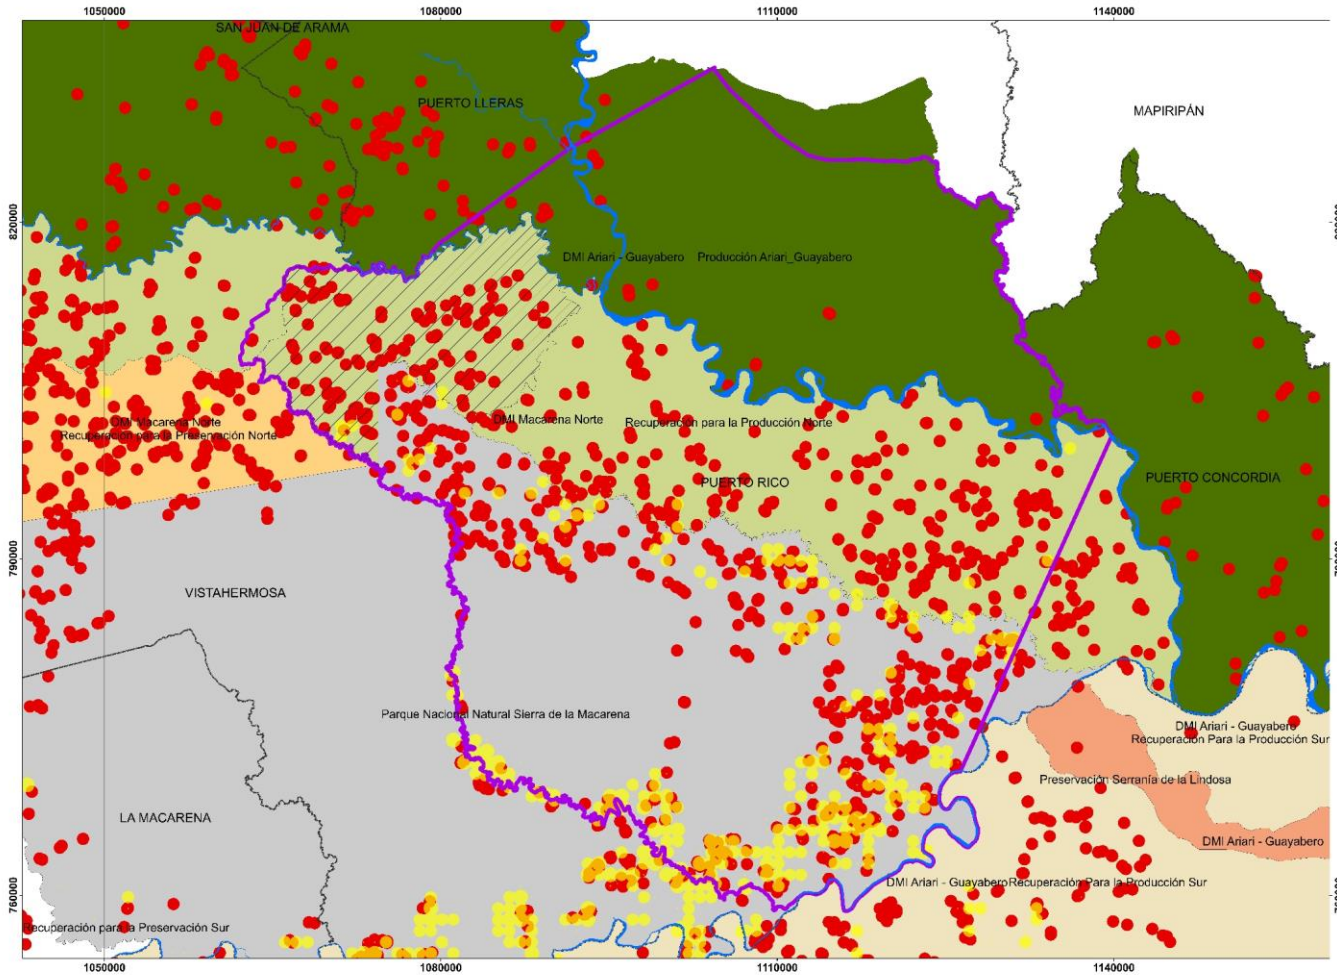 1050000
1080000
1110000
1140000
SAN JUAN DE ARAMA
PUERTO LLERAS
MAPIRIPÁN
820000
DMI Ariari - Guayabero
Producción Ariari_Guayabero
DMI Macarena Norte
Recuperación para la Preservación Norte
DMI Macarena Norte
Recuperación para la Producción Norte
PUERTO RICO
PUERTO CONCORDIA
790000
VISTAHERMOSA
Parque Nacional Natural Sierra de la Macarena
DMI Ariari - Guayabero
Recuperación Para la Producción Sur
Preservación Serranía de la Lindosa
LA MACARENA
DMI Ariari - Guayabero
DMI Ariari - Guayabero
Recuperación Para la Producción Sur
760000
Recuperación para la Preservación Sur
1050000
1080000
1110000
1140000